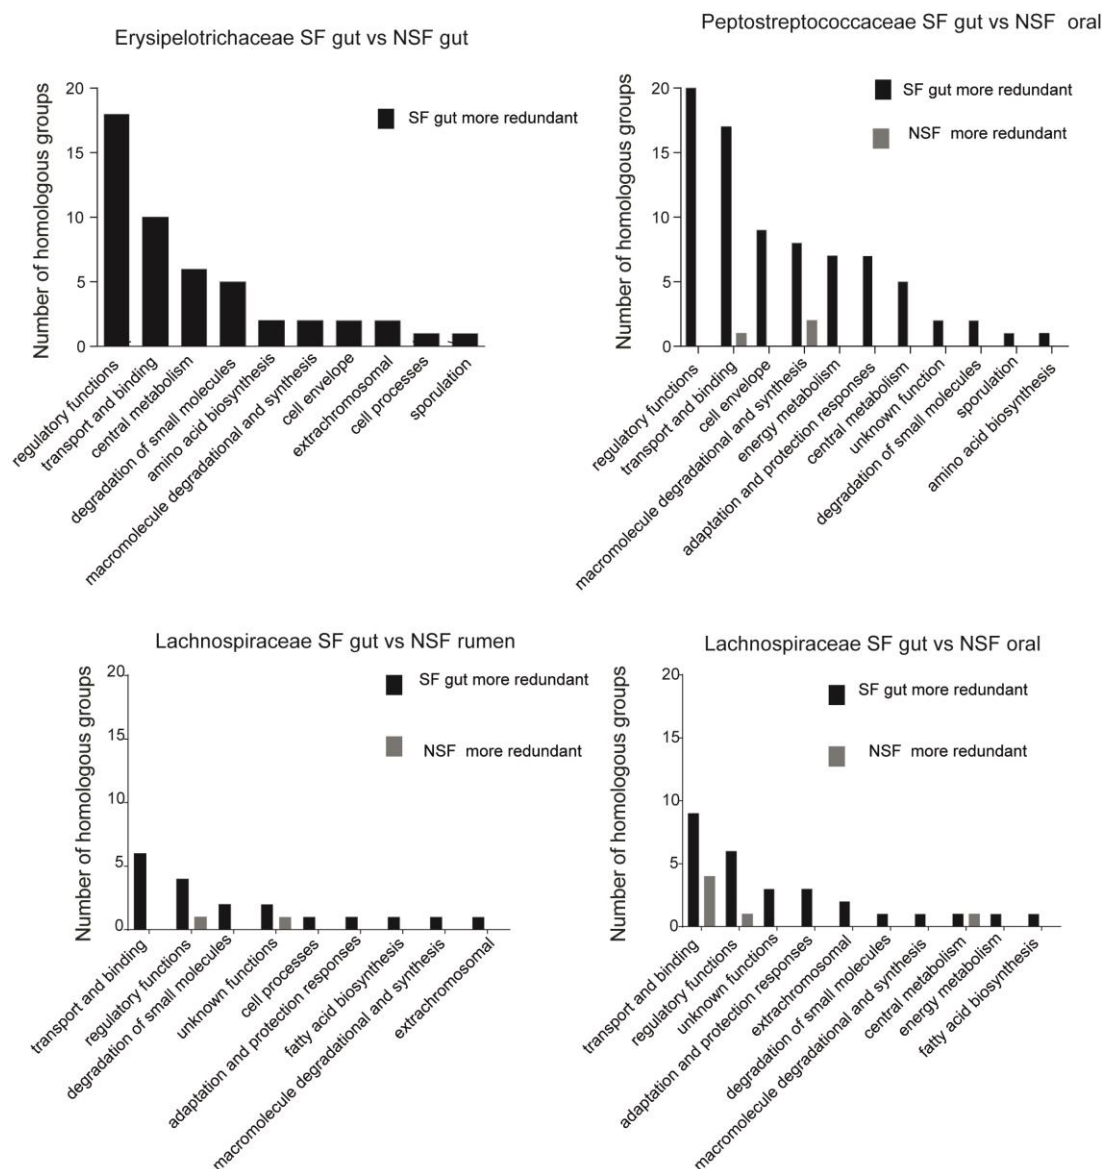 Erysipelotrichaceae SF gut vs NSF gut
Number of homologous groups
20
15
10
5
0
SF gut more redundant
regulatory functions
transport and binding
central metabolism
degradation of small molecules
amino acid biosynthesis
macromolecule degradational and synthesis
cell envelope
extrachromosomal
cell processes
sporulation
Peptostreptococcaceae SF gut vs NSF oral
Number of homologous groups
20
15
10
5
0
SF gut more redundant
NSF more redundant
regulatory functions
transport and binding
cell envelope
macromolecule degradational and synthesis
energy metabolism
adaptation and protection responses
central metabolism
unknown function
degradation of small molecules
sporulation
amino acid biosynthesis
Lachnospiraceae SF gut vs NSF rumen
Number of homologous groups
20
15
10
5
0
SF gut more redundant
NSF more redundant
transport and binding
regulatory functions
degradation of small molecules
unknown functions
cell processes
adaptation and protection responses
fatty acid biosynthesis
macromolecule degradational and synthesis
extrachromosomal
Lachnospiraceae SF gut vs NSF oral
Number of homologous groups
20
15
10
5
0
SF gut more redundant
NSF more redundant
transport and binding
regulatory functions
unknown functions
adaptation and protection responses
extrachromosomal
degradation of small molecules
macromolecule degradational and synthesis
central metabolism
energy metabolism
fatty acid biosynthesis